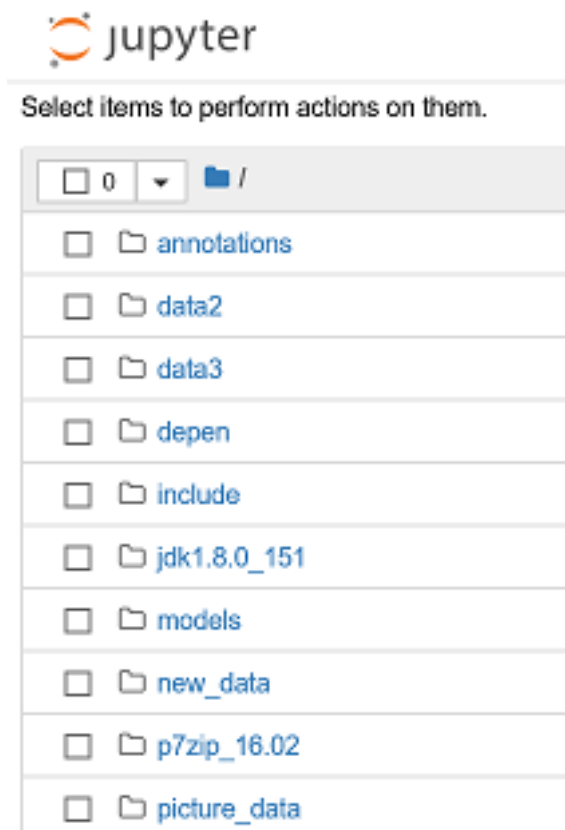 jupyter
Select items to perform actions on them.
0 /
annotations
data2
data3
depen
include
jdk1.8.0_151
models
new_data
p7zip_16.02
picture_data